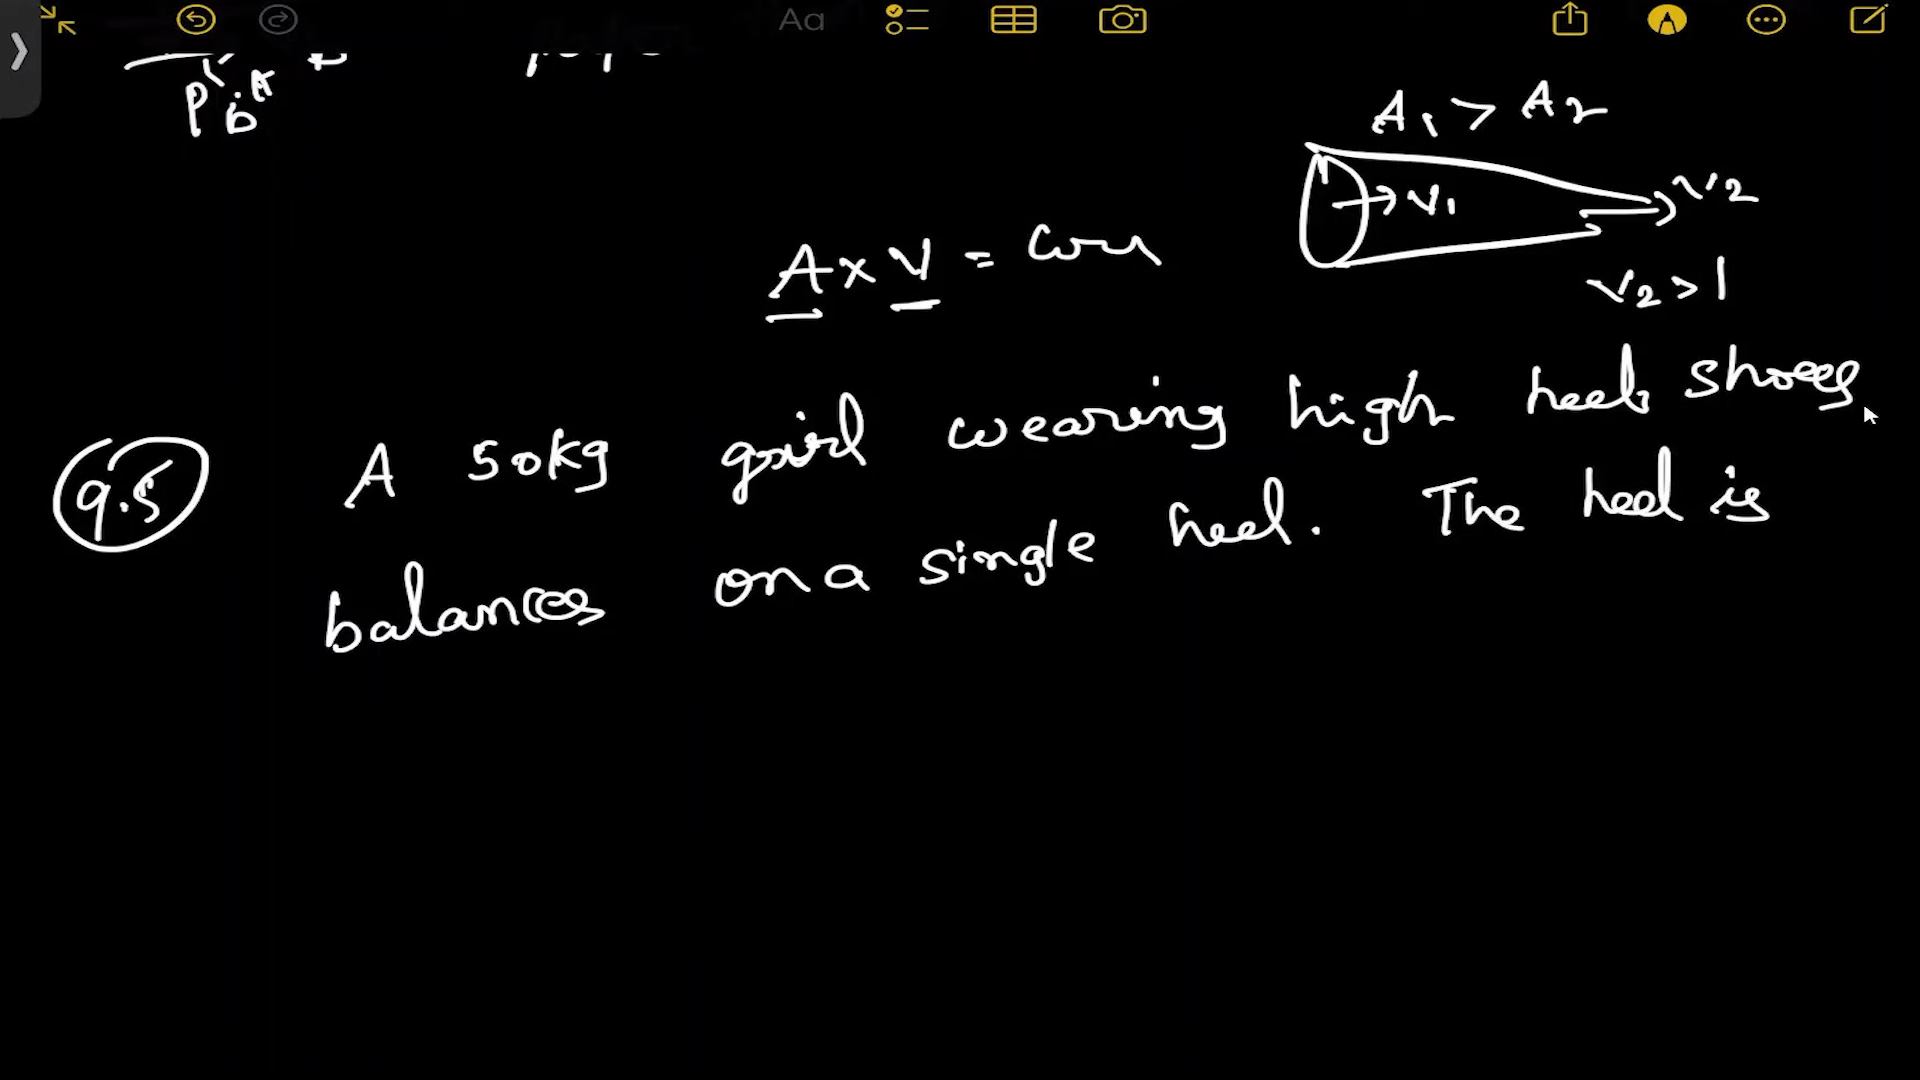 Aa
A₁ > A₂
→ V₁
V₂
A x V =
V₂ > 1
9.5
A 50kg girl wearing high heel shoes
balances on a single heel. The heel is